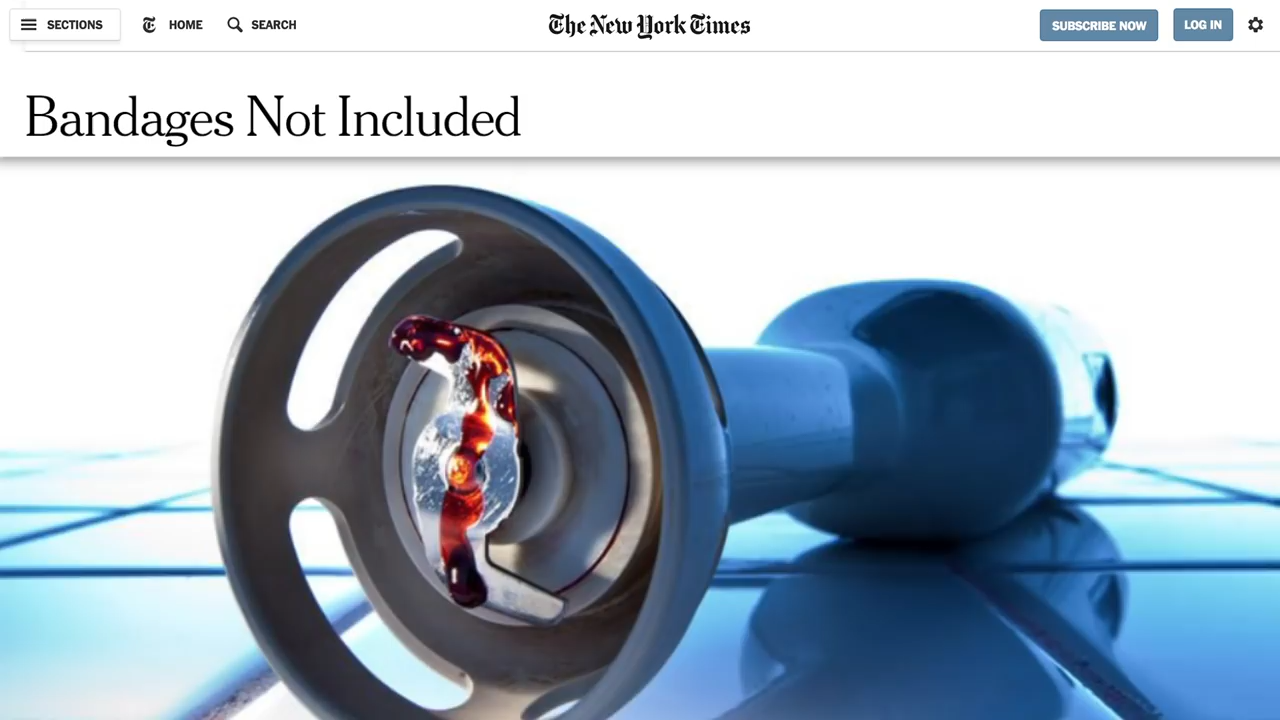 SECTIONS HOME SEARCH The New York Times SUBSCRIBE NOW LOG IN
Bandages Not Included